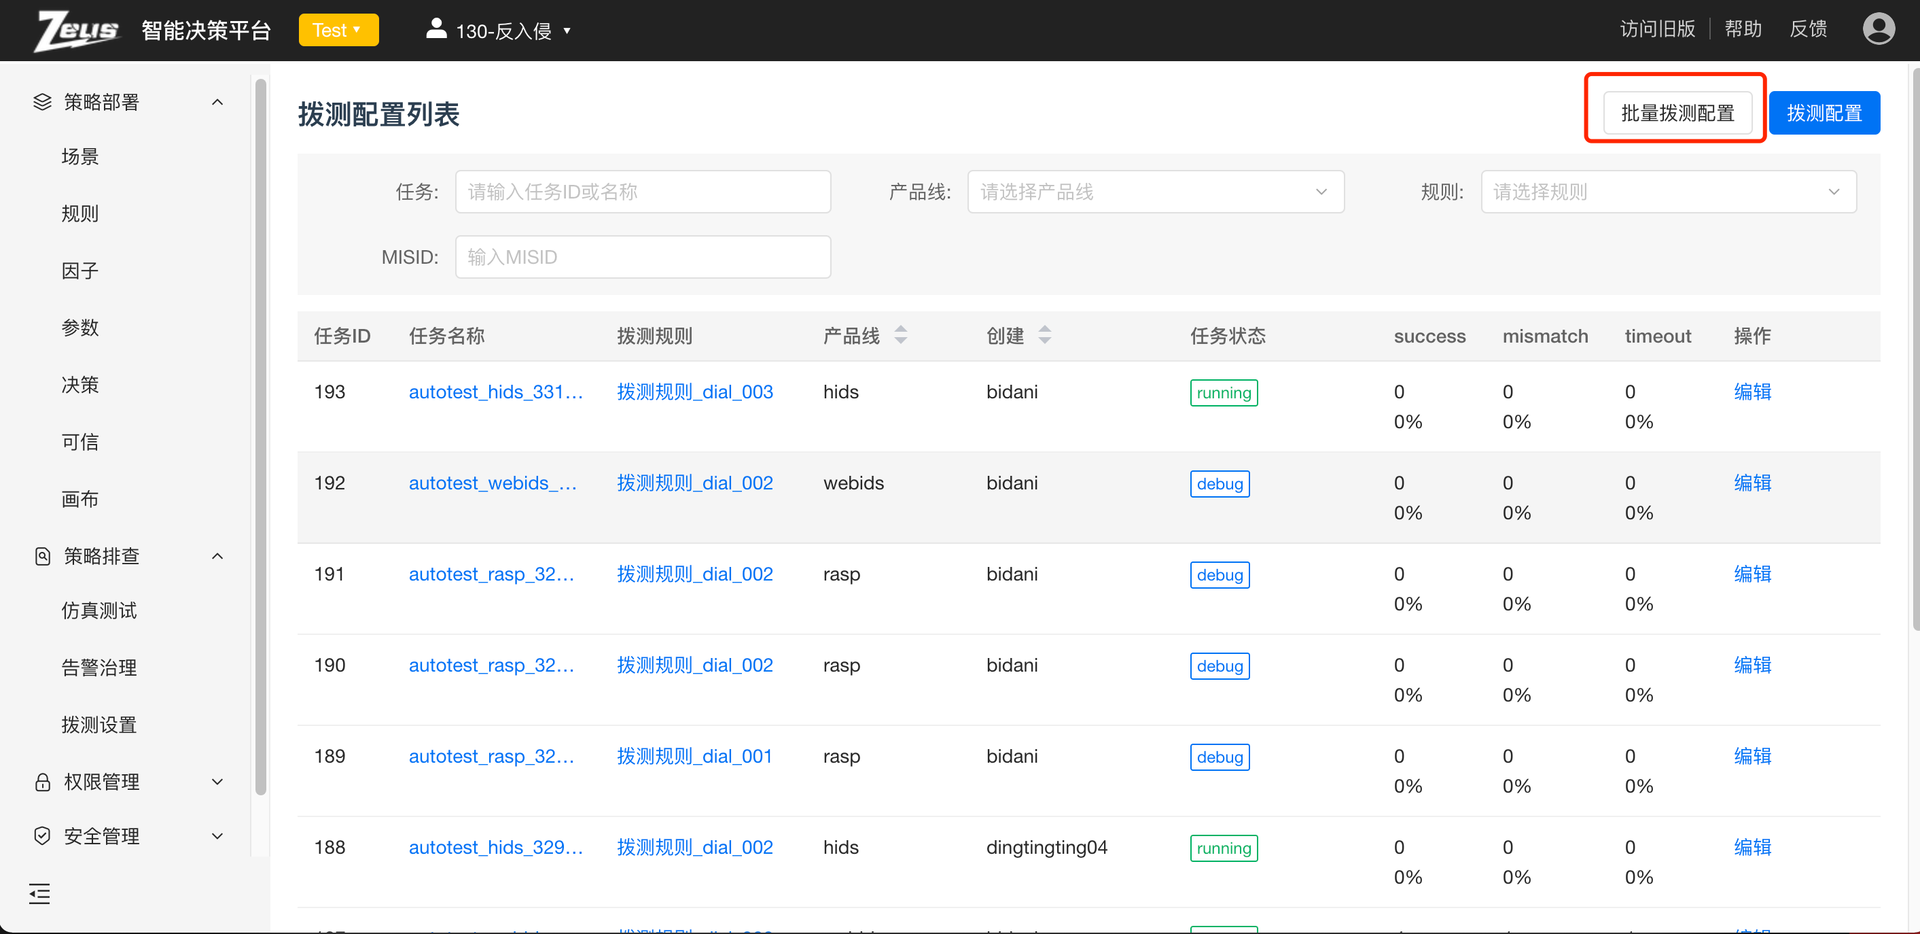 Zeus 智能决策平台 Test 130-反入侵 访问旧版 帮助 反馈
策略部署
场景
规则
因子
参数
决策
可信
画布
策略排查
仿真测试
告警治理
拨测设置
权限管理
安全管理
拨测配置列表 批量拨测配置 拨测配置
任务: 请输入任务ID或名称 产品线: 请选择产品线 规则: 请选择规则
MISID: 输入MISID
任务ID 任务名称 拨测规则 产品线 创建 任务状态 success mismatch timeout 操作
193 autotest_hids_331... 拨测规则_dial_003 hids bidani running 0 0 0 编辑
0% 0% 0%
192 autotest_webids_... 拨测规则_dial_002 webids bidani debug 0 0 0 编辑
0% 0% 0%
191 autotest_rasp_32... 拨测规则_dial_002 rasp bidani debug 0 0 0 编辑
0% 0% 0%
190 autotest_rasp_32... 拨测规则_dial_002 rasp bidani debug 0 0 0 编辑
0% 0% 0%
189 autotest_rasp_32... 拨测规则_dial_001 rasp bidani debug 0 0 0 编辑
0% 0% 0%
188 autotest_hids_329... 拨测规则_dial_002 hids dingtingting04 running 0 0 0 编辑
0% 0% 0%